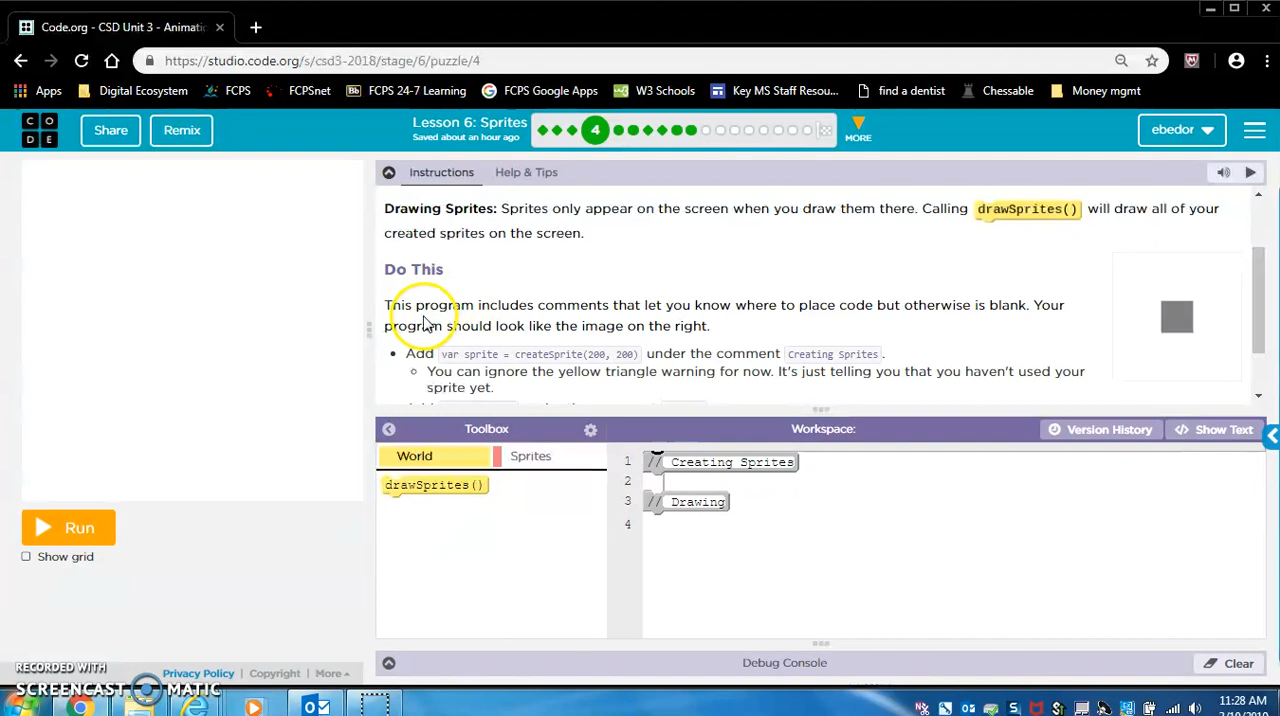 Code.org - CSD Unit 3 - Animatic
https://studio.code.org/s/csd3-2018/stage/6/puzzle/4
Apps
Digital Ecosystem
FCPS
FCPSnet
Bb FCPS 24-7 Learning
FCPS Google Apps
W3 Schools
Key MS Staff Resou...
find a dentist
Chessable
Money mgmt
C O
D E
Share
Remix
Lesson 6: Sprites
Saved about an hour ago
4
MORE
ebedor
Instructions
Help & Tips
Drawing Sprites: Sprites only appear on the screen when you draw them there. Calling drawSprites() will draw all of your
created sprites on the screen.
Do This
This program includes comments that let you know where to place code but otherwise is blank. Your
program should look like the image on the right.
• Add var sprite = createSprite(200, 200) under the comment Creating Sprites.
You can ignore the yellow triangle warning for now. It's just telling you that you haven't used your
sprite yet.
Toolbox
Workspace:
Version History
</> Show Text
World
Sprites
drawSprites()
1 // Creating Sprites
2
3 // Drawing
4
Run
Show grid
Debug Console
Clear
Privacy Policy | Copyright | More
RECORDED WITH
SCREENCAST MATIC
11:28 AM